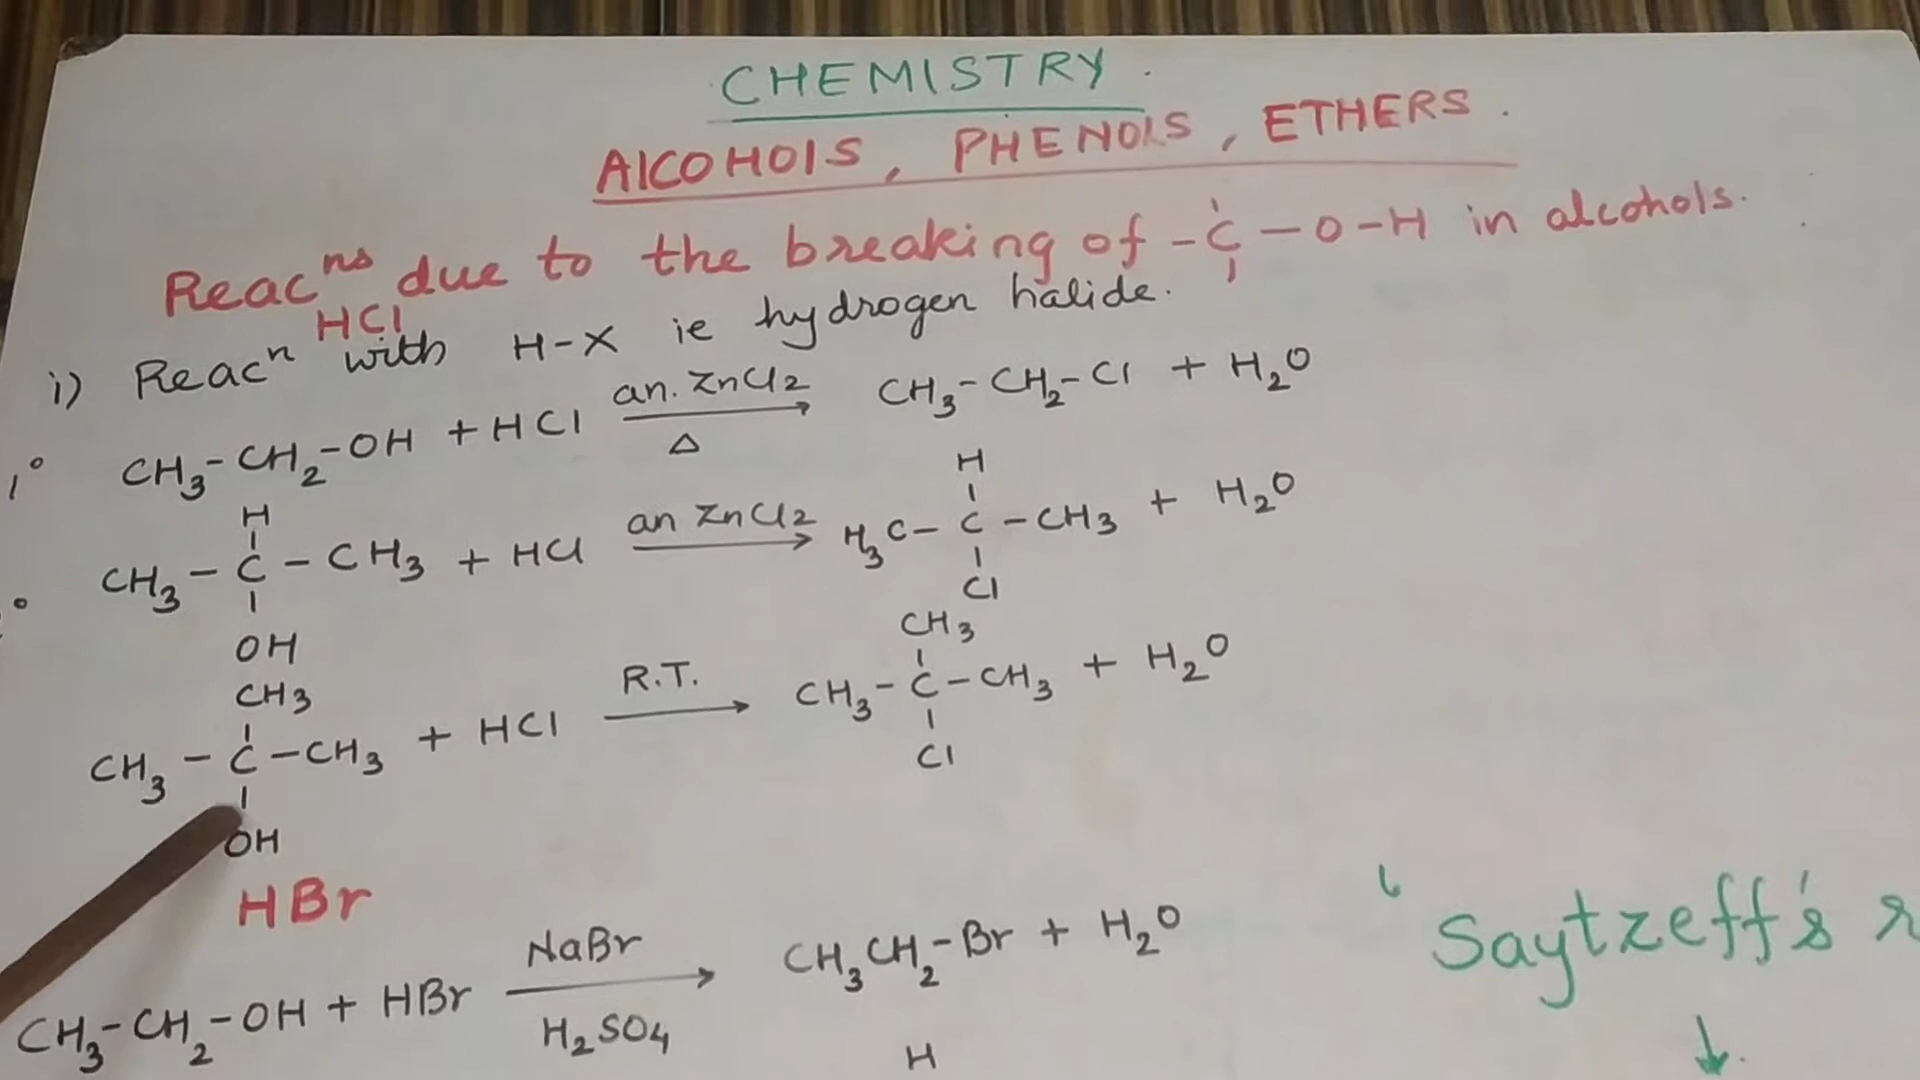 CHEMISTRY.
AlCOHOlS, PHENOlS, ETHERS.
Reacns due to the breaking of -C-O-H in alcohols.
HCl
i) Reacn with H-X ie hydrogen halide.
1° CH3-CH2-OH + HCl an. ZnCl2 Δ CH3-CH2-Cl + H2O
H
H
CH3-C-CH3 + HCl an ZnCl2 H3C-C-CH3 + H2O
OH
Cl
CH3
CH3
CH3-C-CH3 + HCl R.T. CH3-C-CH3 + H2O
OH
Cl
HBr
CH3-CH2-OH + HBr NaBr H2SO4 CH3CH2-Br + H2O
H
Saytzeff's